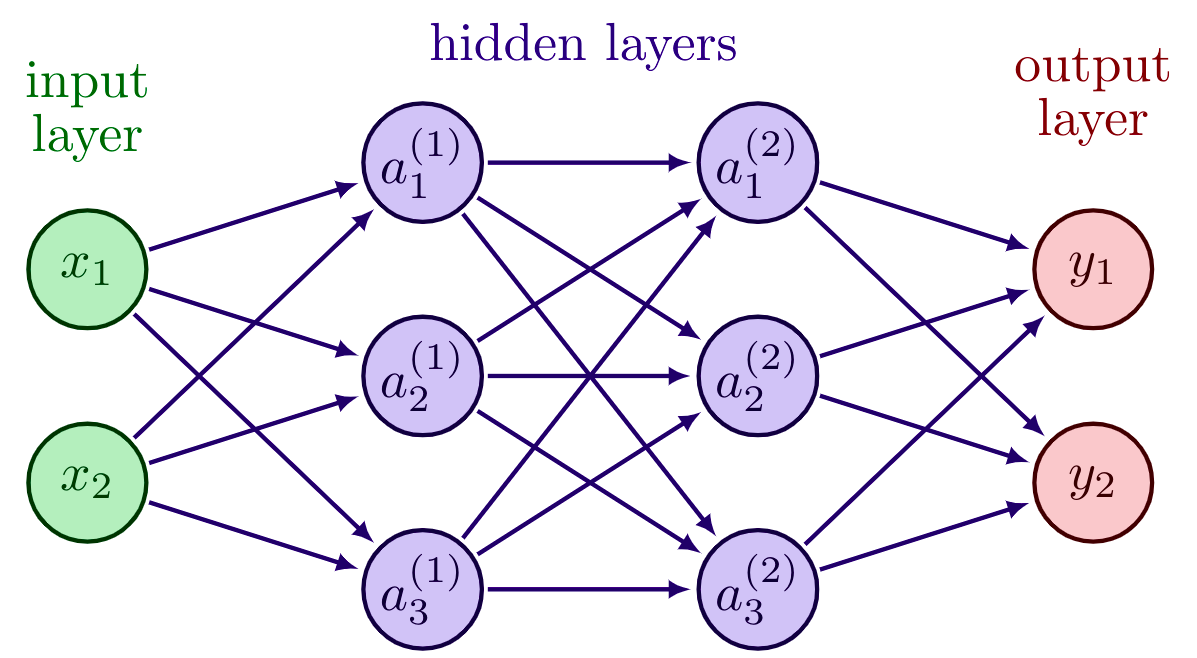 hidden layers
input
layer
output
layer
a_1^{(1)}
a_1^{(2)}
x_1
y_1
a_2^{(1)}
a_2^{(2)}
x_2
y_2
a_3^{(1)}
a_3^{(2)}